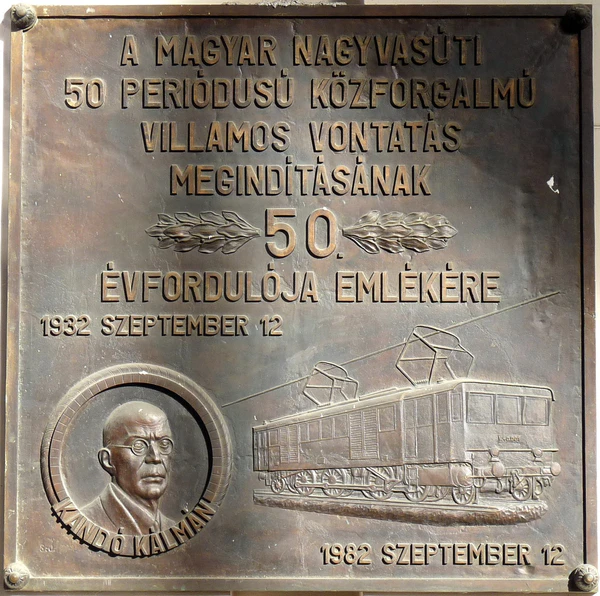 A MAGYAR NAGYVASÚTI
50 PERIÓDUSÚ KÖZFORGALMÚ
VILLAMOS VONTATÁS
MEGINDÍTÁSÁNAK
50.
ÉVFORDULÓJA EMLÉKÉRE
1932 SZEPTEMBER 12
KANDÓ KÁLMÁN
1982 SZEPTEMBER 12